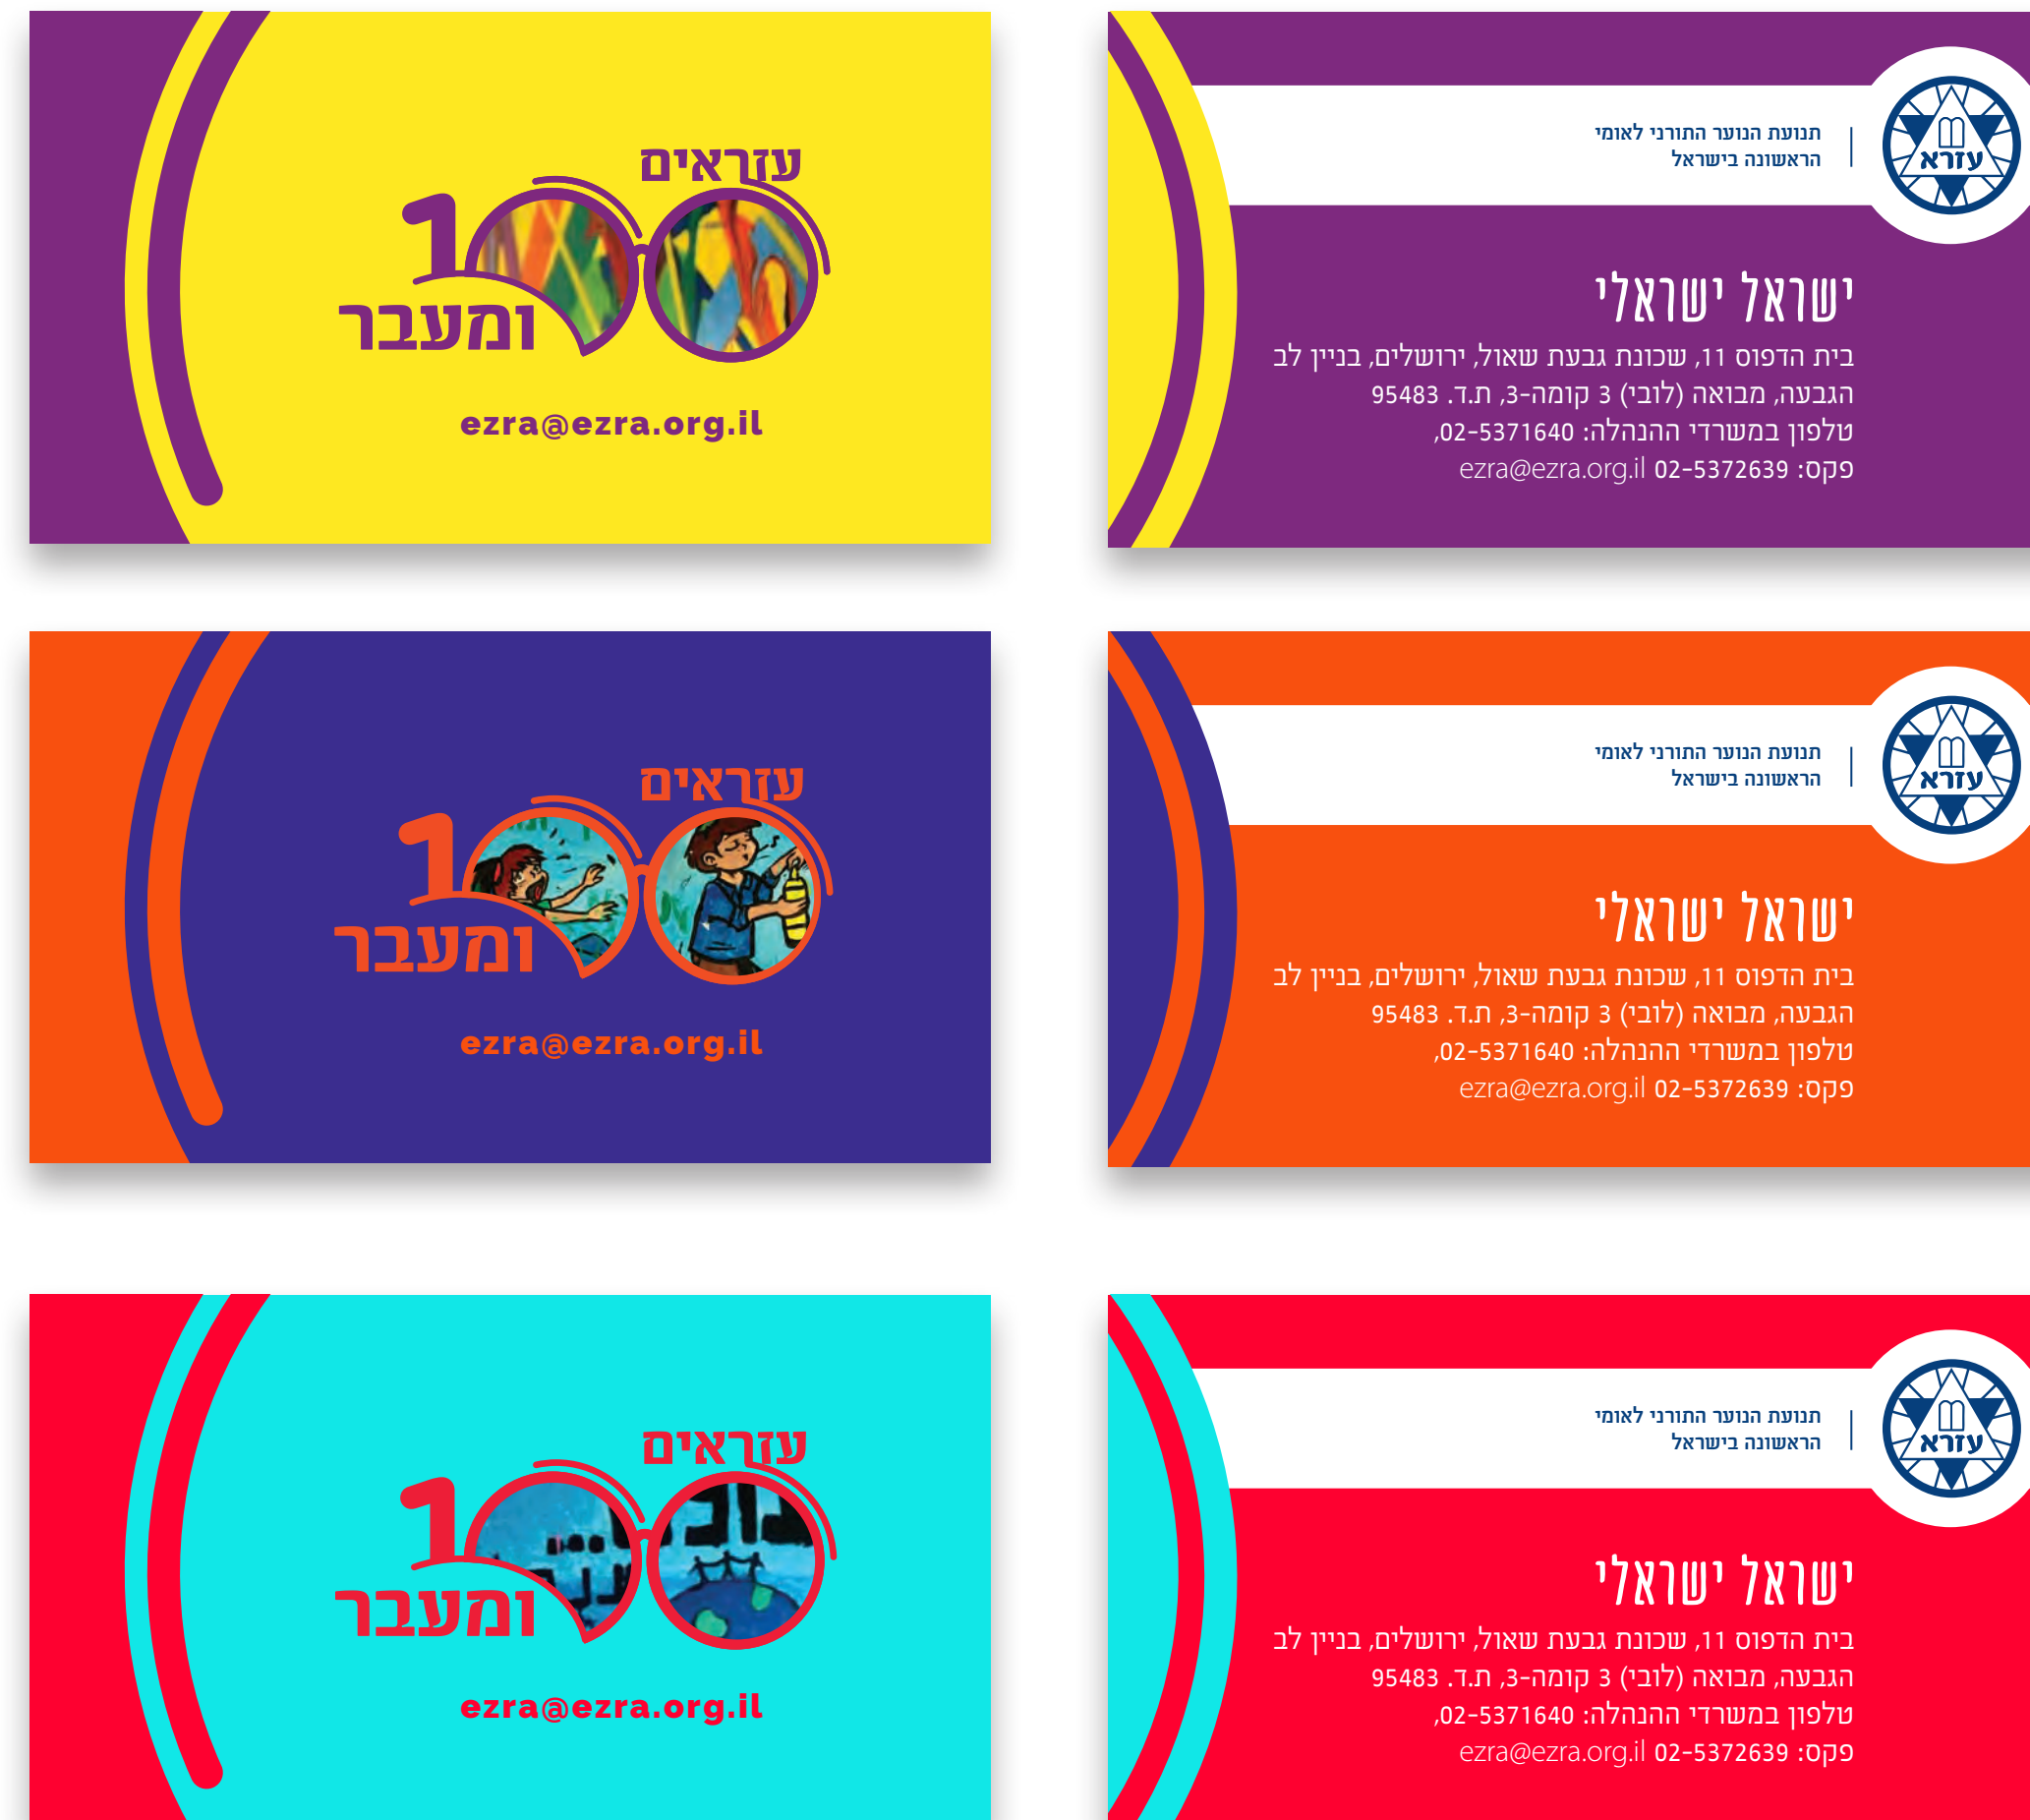 עזראים
100
ומעבר
ezra@ezra.org.il
עזרא
תנועת הנוער התורני לאומי
הראשונה בישראל
ישראל ישראלי
בית הדפוס 11, שכונת גבעת שאול, ירושלים, בניין לב
הגבעה, מבואה (לובי) 3 קומה-3, ת.ד. 95483
טלפון במשרדי ההנהלה: 02-5371640,
פקס: 02-5372639 ezra@ezra.org.il
עזראים
100
ומעבר
ezra@ezra.org.il
עזרא
תנועת הנוער התורני לאומי
הראשונה בישראל
ישראל ישראלי
בית הדפוס 11, שכונת גבעת שאול, ירושלים, בניין לב
הגבעה, מבואה (לובי) 3 קומה-3, ת.ד. 95483
טלפון במשרדי ההנהלה: 02-5371640,
פקס: 02-5372639 ezra@ezra.org.il
עזראים
100
ומעבר
ezra@ezra.org.il
עזרא
תנועת הנוער התורני לאומי
הראשונה בישראל
ישראל ישראלי
בית הדפוס 11, שכונת גבעת שאול, ירושלים, בניין לב
הגבעה, מבואה (לובי) 3 קומה-3, ת.ד. 95483
טלפון במשרדי ההנהלה: 02-5371640,
פקס: 02-5372639 ezra@ezra.org.il